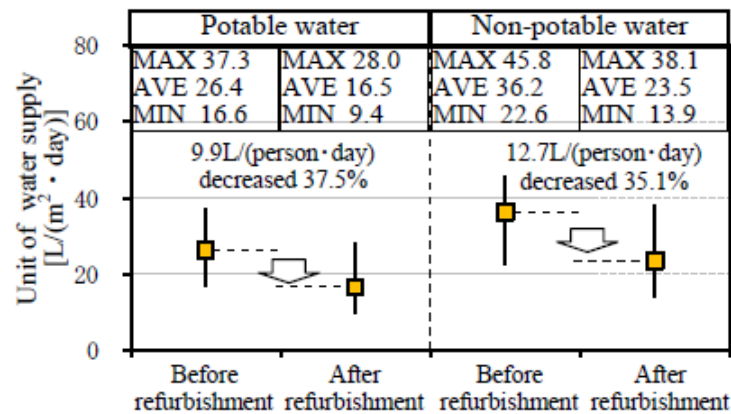 Potable water
Non-potable water
MAX 37.3
AVE 26.4
MIN 16.6
MAX 28.0
AVE 16.5
MIN 9.4
MAX 45.8
AVE 36.2
MIN 22.6
MAX 38.1
AVE 23.5
MIN 13.9
9.9L/(person・day)
decreased 37.5%
12.7L/(person・day)
decreased 35.1%
Unit of water supply
[L/(m²・day)]
80
60
40
20
0
Before
refurbishment
After
refurbishment
Before
refurbishment
After
refurbishment